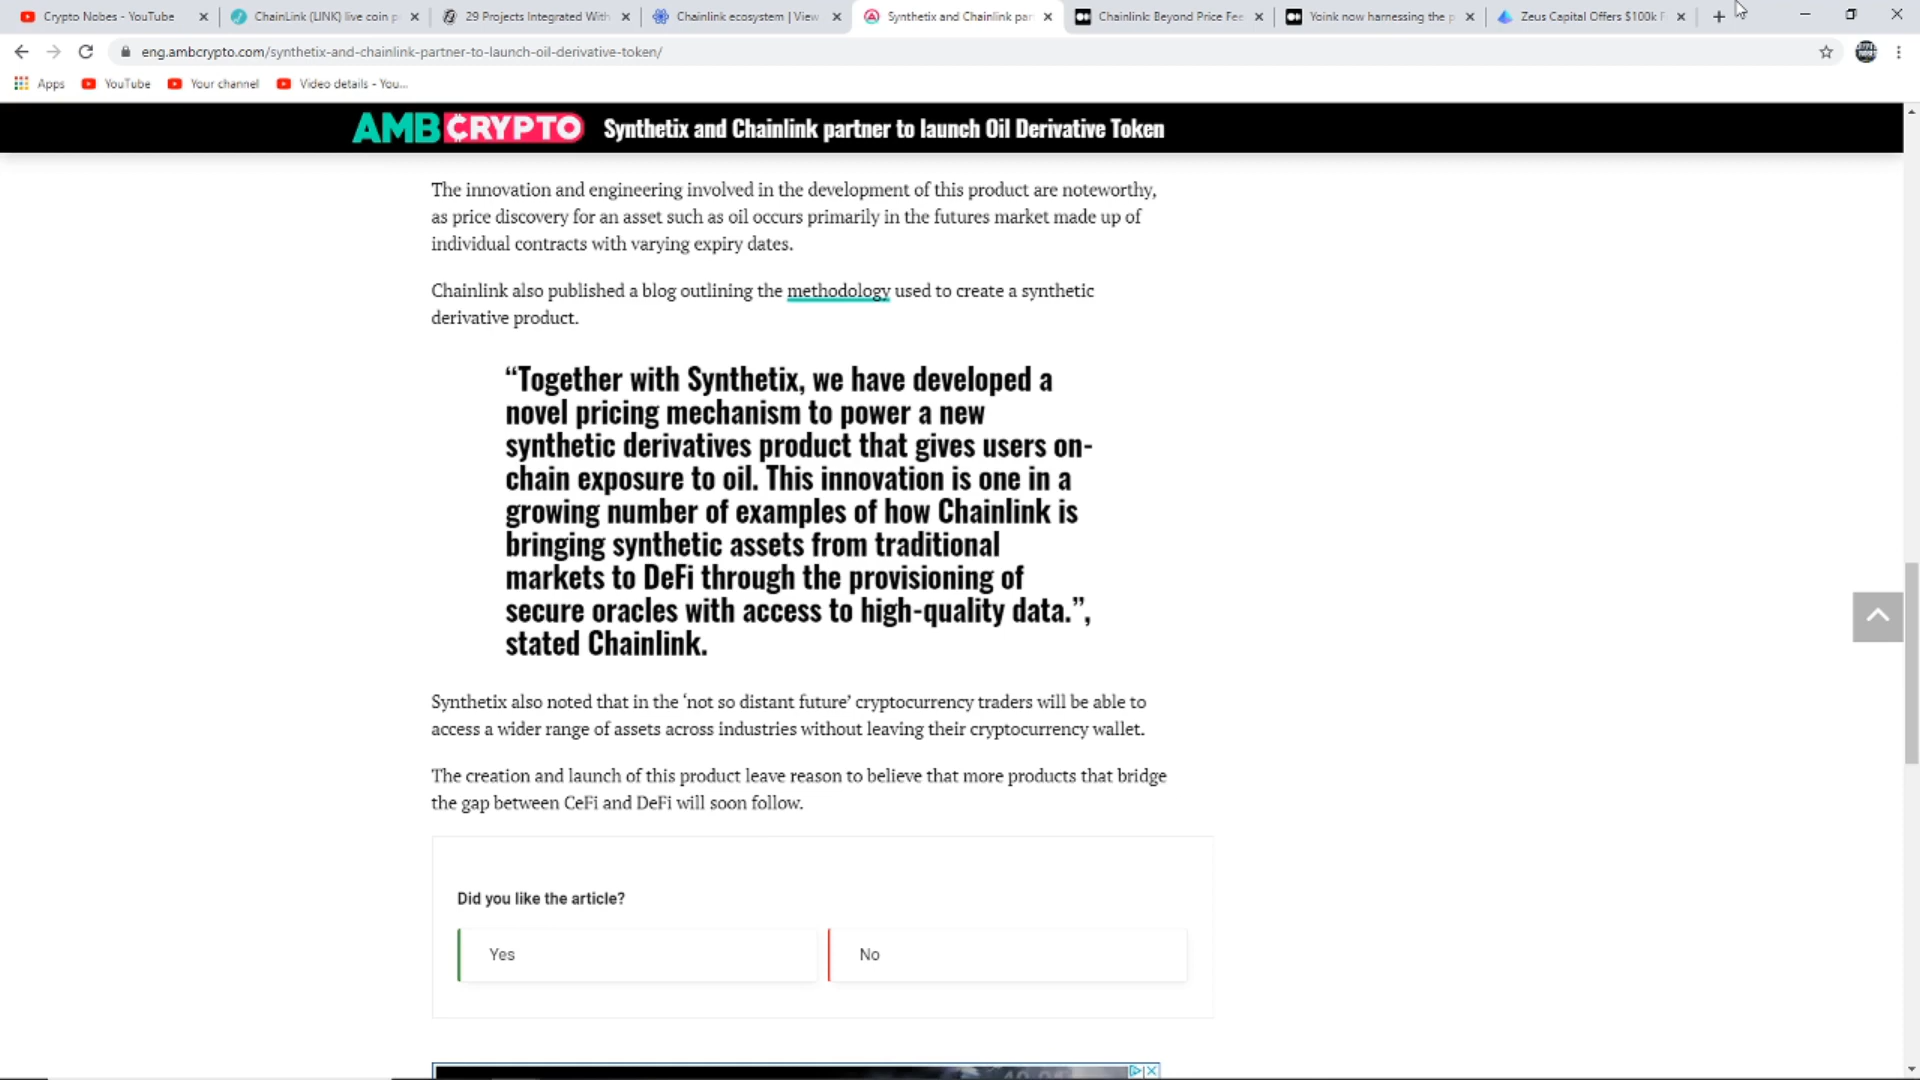 Crypto Nobes - YouTube
ChainLink (LINK) live coin p
29 Projects Integrated With
Chainlink ecosystem | View
Synthetix and Chainlink par
Chainlink: Beyond Price Fee
Yoink now harnessing the p
Zeus Capital Offers $100k F
eng.ambcrypto.com/synthetix-and-chainlink-partner-to-launch-oil-derivative-token/
Apps
YouTube
Your channel
Video details - You...
AMBCRYPTO
Synthetix and Chainlink partner to launch Oil Derivative Token
The innovation and engineering involved in the development of this product are noteworthy,
as price discovery for an asset such as oil occurs primarily in the futures market made up of
individual contracts with varying expiry dates.
Chainlink also published a blog outlining the methodology used to create a synthetic
derivative product.
“Together with Synthetix, we have developed a
novel pricing mechanism to power a new
synthetic derivatives product that gives users on-
chain exposure to oil. This innovation is one in a
growing number of examples of how Chainlink is
bringing synthetic assets from traditional
markets to DeFi through the provisioning of
secure oracles with access to high-quality data.”,
stated Chainlink.
Synthetix also noted that in the ‘not so distant future’ cryptocurrency traders will be able to
access a wider range of assets across industries without leaving their cryptocurrency wallet.
The creation and launch of this product leave reason to believe that more products that bridge
the gap between CeFi and DeFi will soon follow.
Did you like the article?
Yes
No